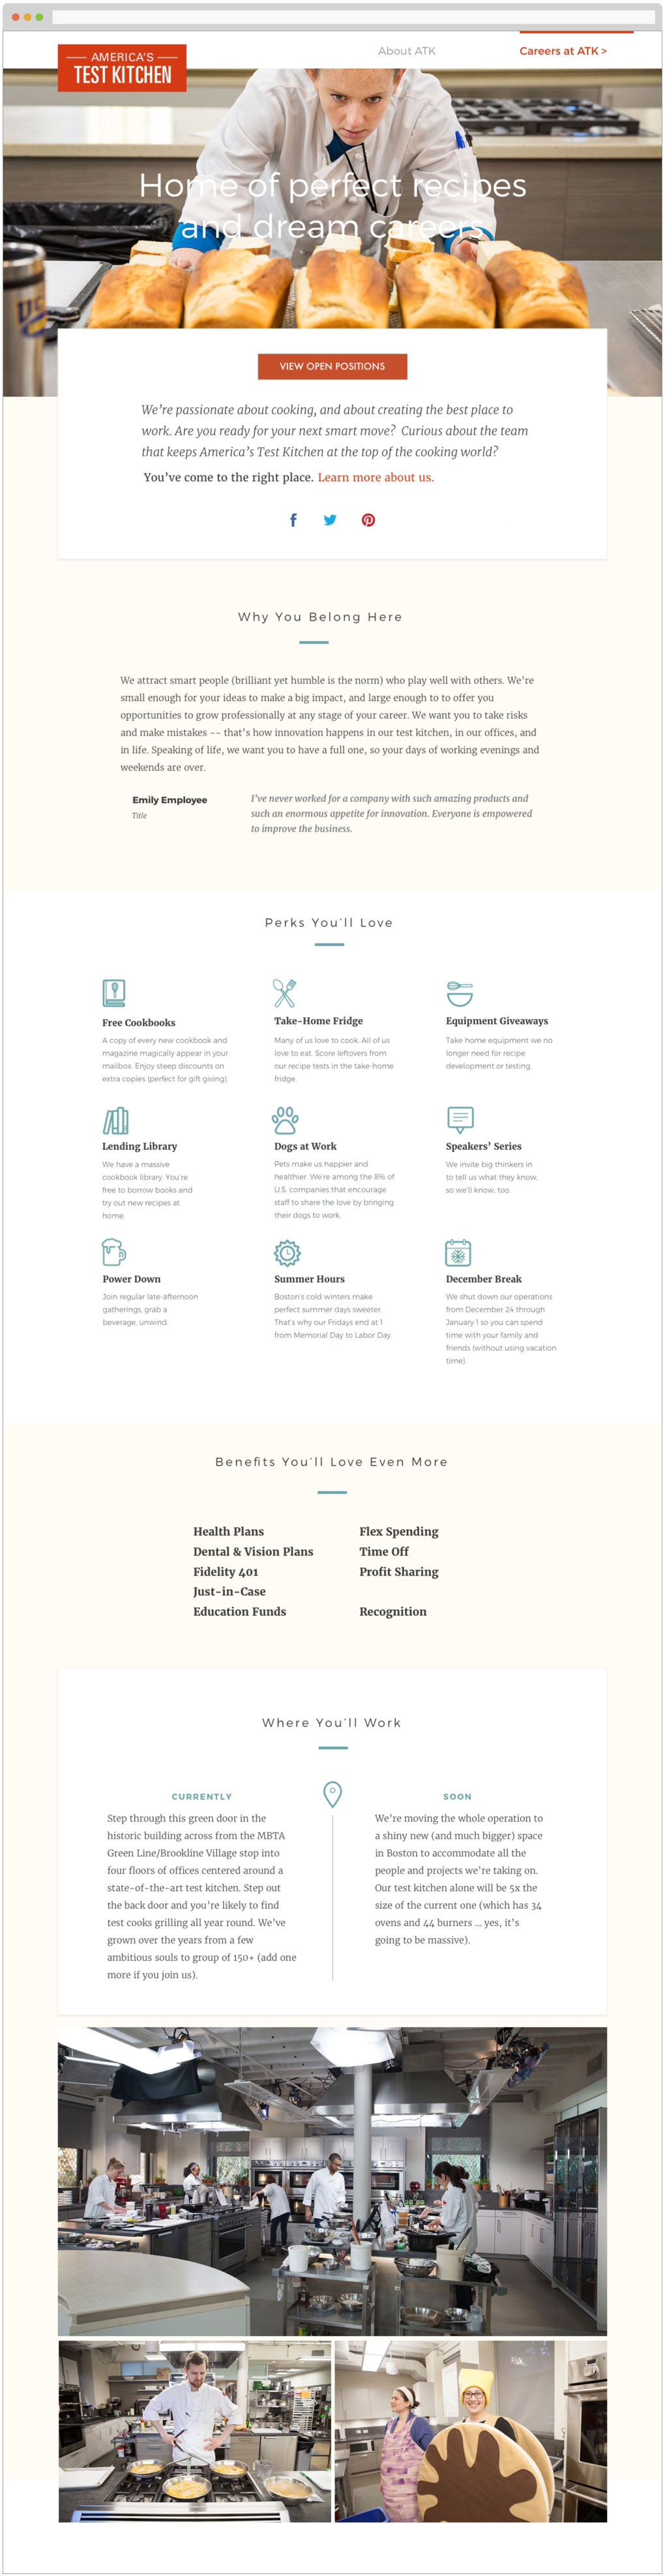 About ATK
Careers at ATK >
AMERICA'S
TEST KITCHEN
Home of perfect recipes
and dream careers
VIEW OPEN POSITIONS
We're passionate about cooking, and about creating the best place to
work. Are you ready for your next smart move? Curious about the team
that keeps America's Test Kitchen at the top of the cooking world?
You've come to the right place. Learn more about us.
Why You Belong Here
We attract smart people (brilliant yet humble is the norm) who play well with others. We're
small enough for your ideas to make a big impact, and large enough to to offer you
opportunities to grow professionally at any stage of your career. We want you to take risks
and make mistakes -- that's how innovation happens in our test kitchen, in our offices, and
in life. Speaking of life, we want you to have a full one, so your days of working evenings and
weekends are over.
Emily Employee
Title
I've never worked for a company with such amazing products and
such an enormous appetite for innovation. Everyone is empowered
to improve the business.
Perks You'll Love
Free Cookbooks
A copy of every new cookbook and
magazine magically appear in your
mailbox. Enjoy steep discounts on
extra copies (perfect for gift giving).
Take-Home Fridge
Many of us love to cook. All of us
love to eat. Score leftovers from
our recipe tests in the take-home
fridge.
Equipment Giveaways
Take home equipment we no
longer need for recipe
development or testing.
Lending Library
We have a massive
cookbook library. You're
free to borrow books and
try out new recipes at
home.
Dogs at Work
Pets make us happier and
healthier. We're among the 8% of
U.S. companies that encourage
staff to share the love by bringing
their dogs to work.
Speakers' Series
We invite big thinkers in
to tell us what they know,
so we'll know, too.
Power Down
Join regular late-afternoon
gatherings, grab a
beverage, unwind.
Summer Hours
Boston's cold winters make
perfect summer days sweeter.
That's why our Fridays end at 1
from Memorial Day to Labor Day.
December Break
We shut down our operations
from December 24 through
January 1 so you can spend
time with your family and
friends (without using vacation
time).
Benefits You'll Love Even More
Health Plans
Dental & Vision Plans
Fidelity 401
Just-in-Case
Education Funds
Flex Spending
Time Off
Profit Sharing
Recognition
Where You'll Work
CURRENTLY
Step through this green door in the
historic building across from the MBTA
Green Line/Brookline Village stop into
four floors of offices centered around a
state-of-the-art test kitchen. Step out
the back door and you're likely to find
test cooks grilling all year round. We've
grown over the years from a few
ambitious souls to group of 150+ (add one
more if you join us).
SOON
We're moving the whole operation to
a shiny new (and much bigger) space
in Boston to accommodate all the
people and projects we're taking on.
Our test kitchen alone will be 5x the
size of the current one (which has 34
ovens and 44 burners ... yes, it's
going to be massive).